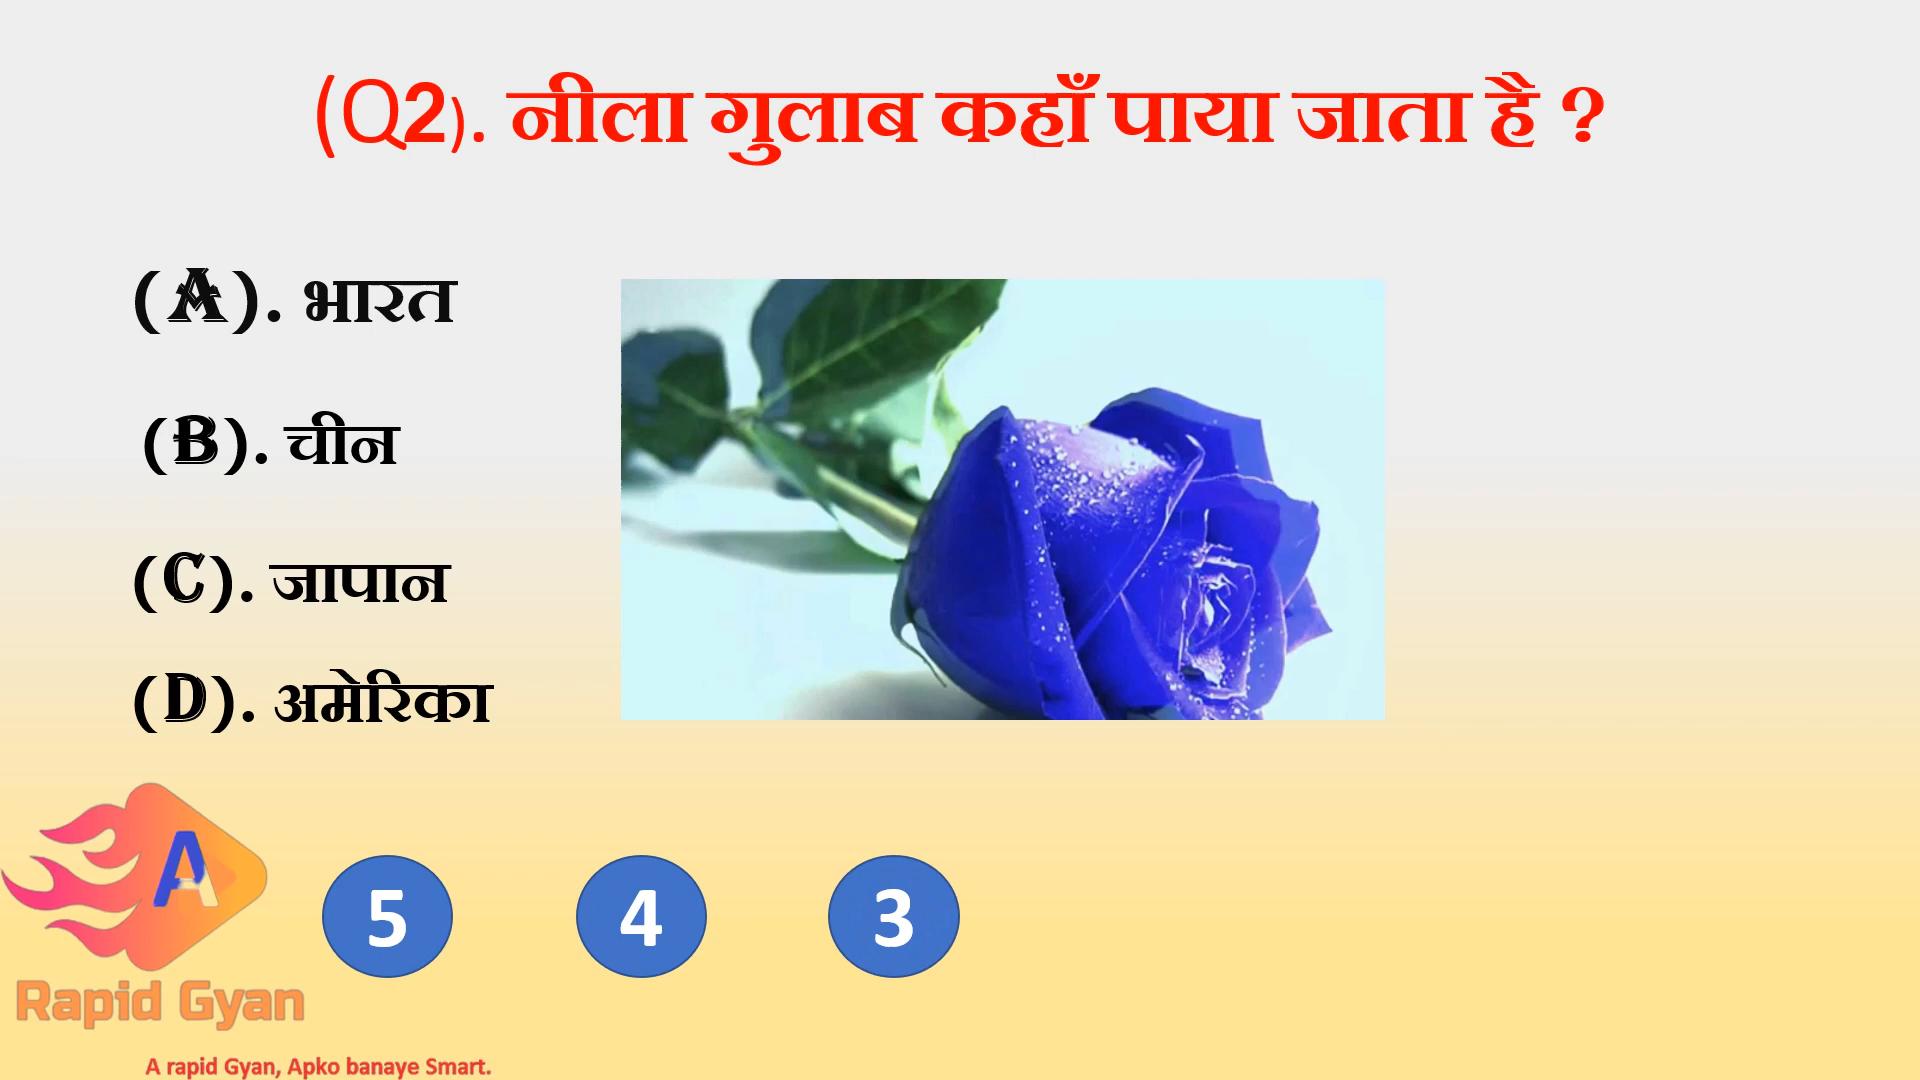 (Q2). नीला गुलाब कहाँ पाया जाता है ?
(A). भारत
(B). चीन
(C). जापान
(D). अमेरिका
A
5 4 3
Rapid Gyan
A rapid Gyan, Apko banaye Smart.